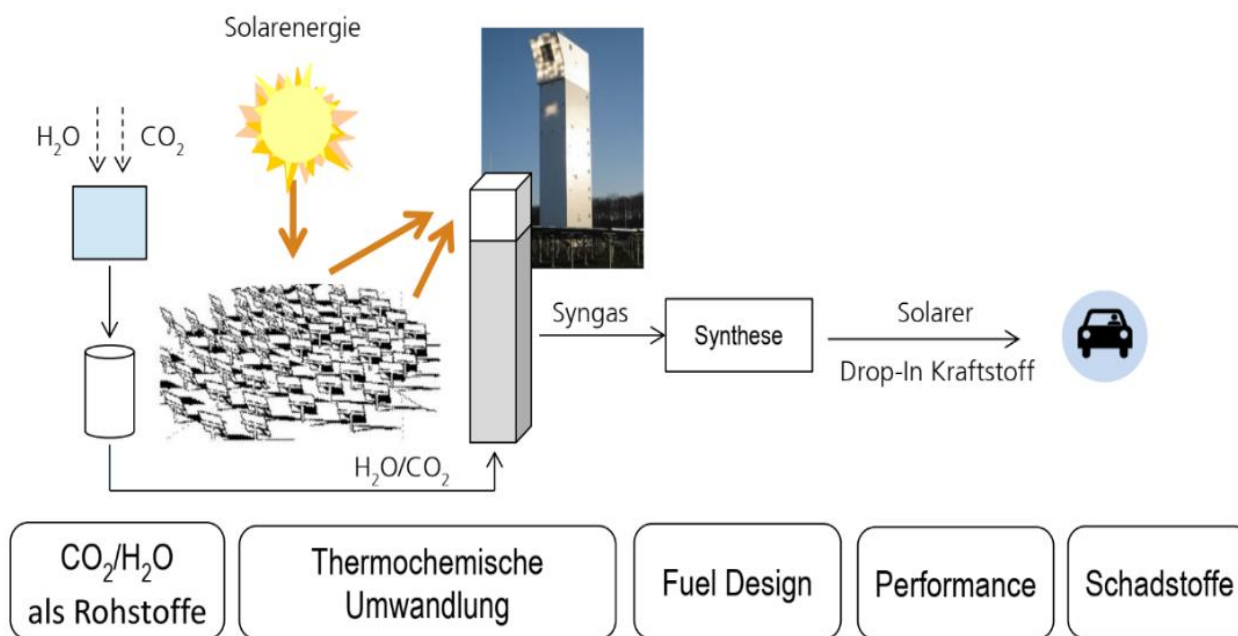 Solarenergie
H₂O
CO₂
H₂O/CO₂
Syngas
Synthese
Solarer
Drop-In Kraftstoff
CO₂/H₂O
als Rohstoffe
Thermochemische
Umwandlung
Fuel Design
Performance
Schadstoffe